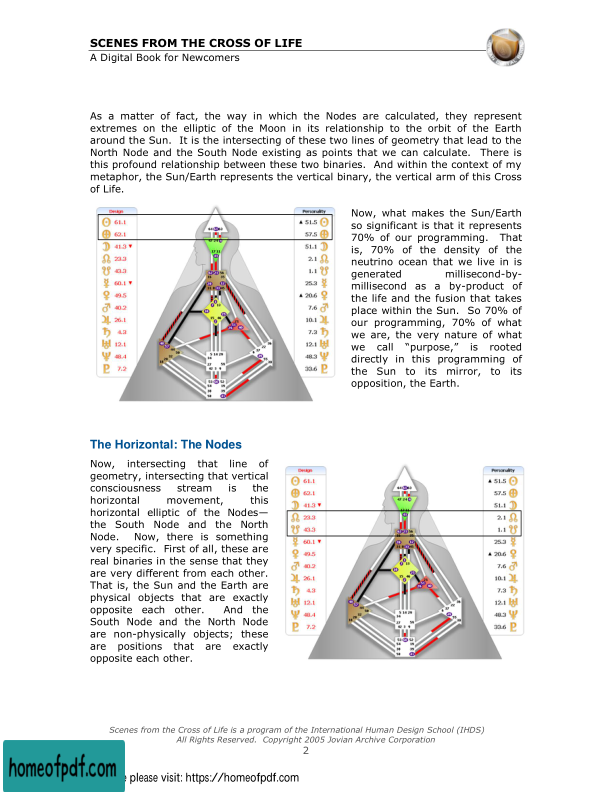 SCENES FROM THE CROSS OF LIFE
A Digital Book for Newcomers
As a matter of fact, the way in which the Nodes are calculated, they represent
extremes on the elliptic of the Moon in its relationship to the orbit of the Earth
around the Sun. It is the intersecting of these two lines of geometry that lead to the
North Node and the South Node existing as points that we can calculate. There is
this profound relationship between these two binaries. And within the context of my
metaphor, the Sun/Earth represents the vertical binary, the vertical arm of this Cross
of Life.
Design
61.1
62.1
41.3 ▼
23.3
43.3
60.1 ▼
49.5
40.2
26.1
4.3
12.1
48.4
7.2
Personality
▲ 51.5
57.5
51.1
2.1
1.1
25.3
▲ 20.6
7.6
10.1
7.3
12.1
48.3
33.6
Now, what makes the Sun/Earth
so significant is that it represents
70% of our programming. That
is, 70% of the density of the
neutrino ocean that we live in is
generated millisecond-by-
millisecond as a by-product of
the life and the fusion that takes
place within the Sun. So 70% of
our programming, 70% of what
we are, the very nature of what
we call "purpose," is rooted
directly in this programming of
the Sun to its mirror, to its
opposition, the Earth.
The Horizontal: The Nodes
Now, intersecting that line of
geometry, intersecting that vertical
consciousness stream is the
horizontal movement, this
horizontal elliptic of the Nodes—
the South Node and the North
Node. Now, there is something
very specific. First of all, these are
real binaries in the sense that they
are very different from each other.
That is, the Sun and the Earth are
physical objects that are exactly
opposite each other. And the
South Node and the North Node
are non-physically objects; these
are positions that are exactly
opposite each other.
Design
61.1
62.1
41.3 ▼
23.3
43.3
60.1 ▼
49.5
40.2
26.1
4.3
12.1
48.4
7.2
Personality
▲ 51.5
57.5
51.1
2.1
1.1
25.3
▲ 20.6
7.6
10.1
7.3
12.1
48.3
33.6
Scenes from the Cross of Life is a program of the International Human Design School (IHDS)
All Rights Reserved. Copyright 2005 Jovian Archive Corporation
2
homeofpdf.com
please visit: https://homeofpdf.com